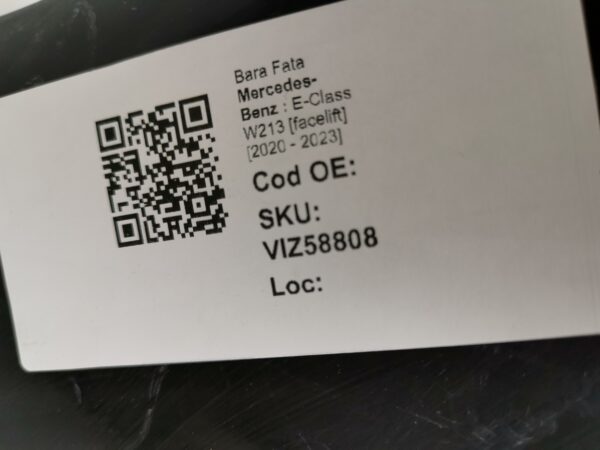 Bara Fata
Mercedes-
Benz : E-Class
W213 [facelift]
[2020 - 2023]
Cod OE:
SKU:
VIZ58808
Loc: